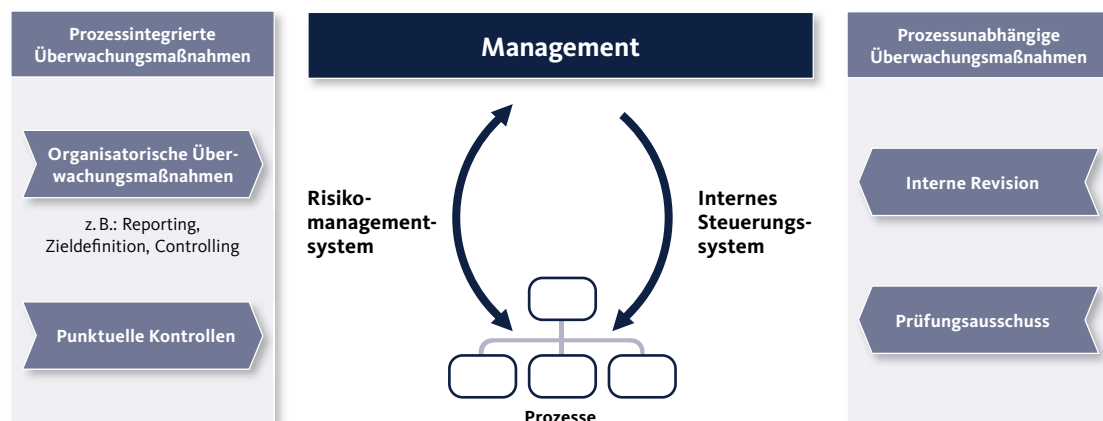 Prozessintegrierte
Überwachungsmaßnahmen
Organisatorische Über-
wachungsmaßnahmen
z. B.: Reporting,
Zieldefinition, Controlling
Punktuelle Kontrollen
Management
Risiko-
management-
system
Internes
Steuerungs-
system
Prozesse
Prozessunabhängige
Überwachungsmaßnahmen
Interne Revision
Prüfungsausschuss